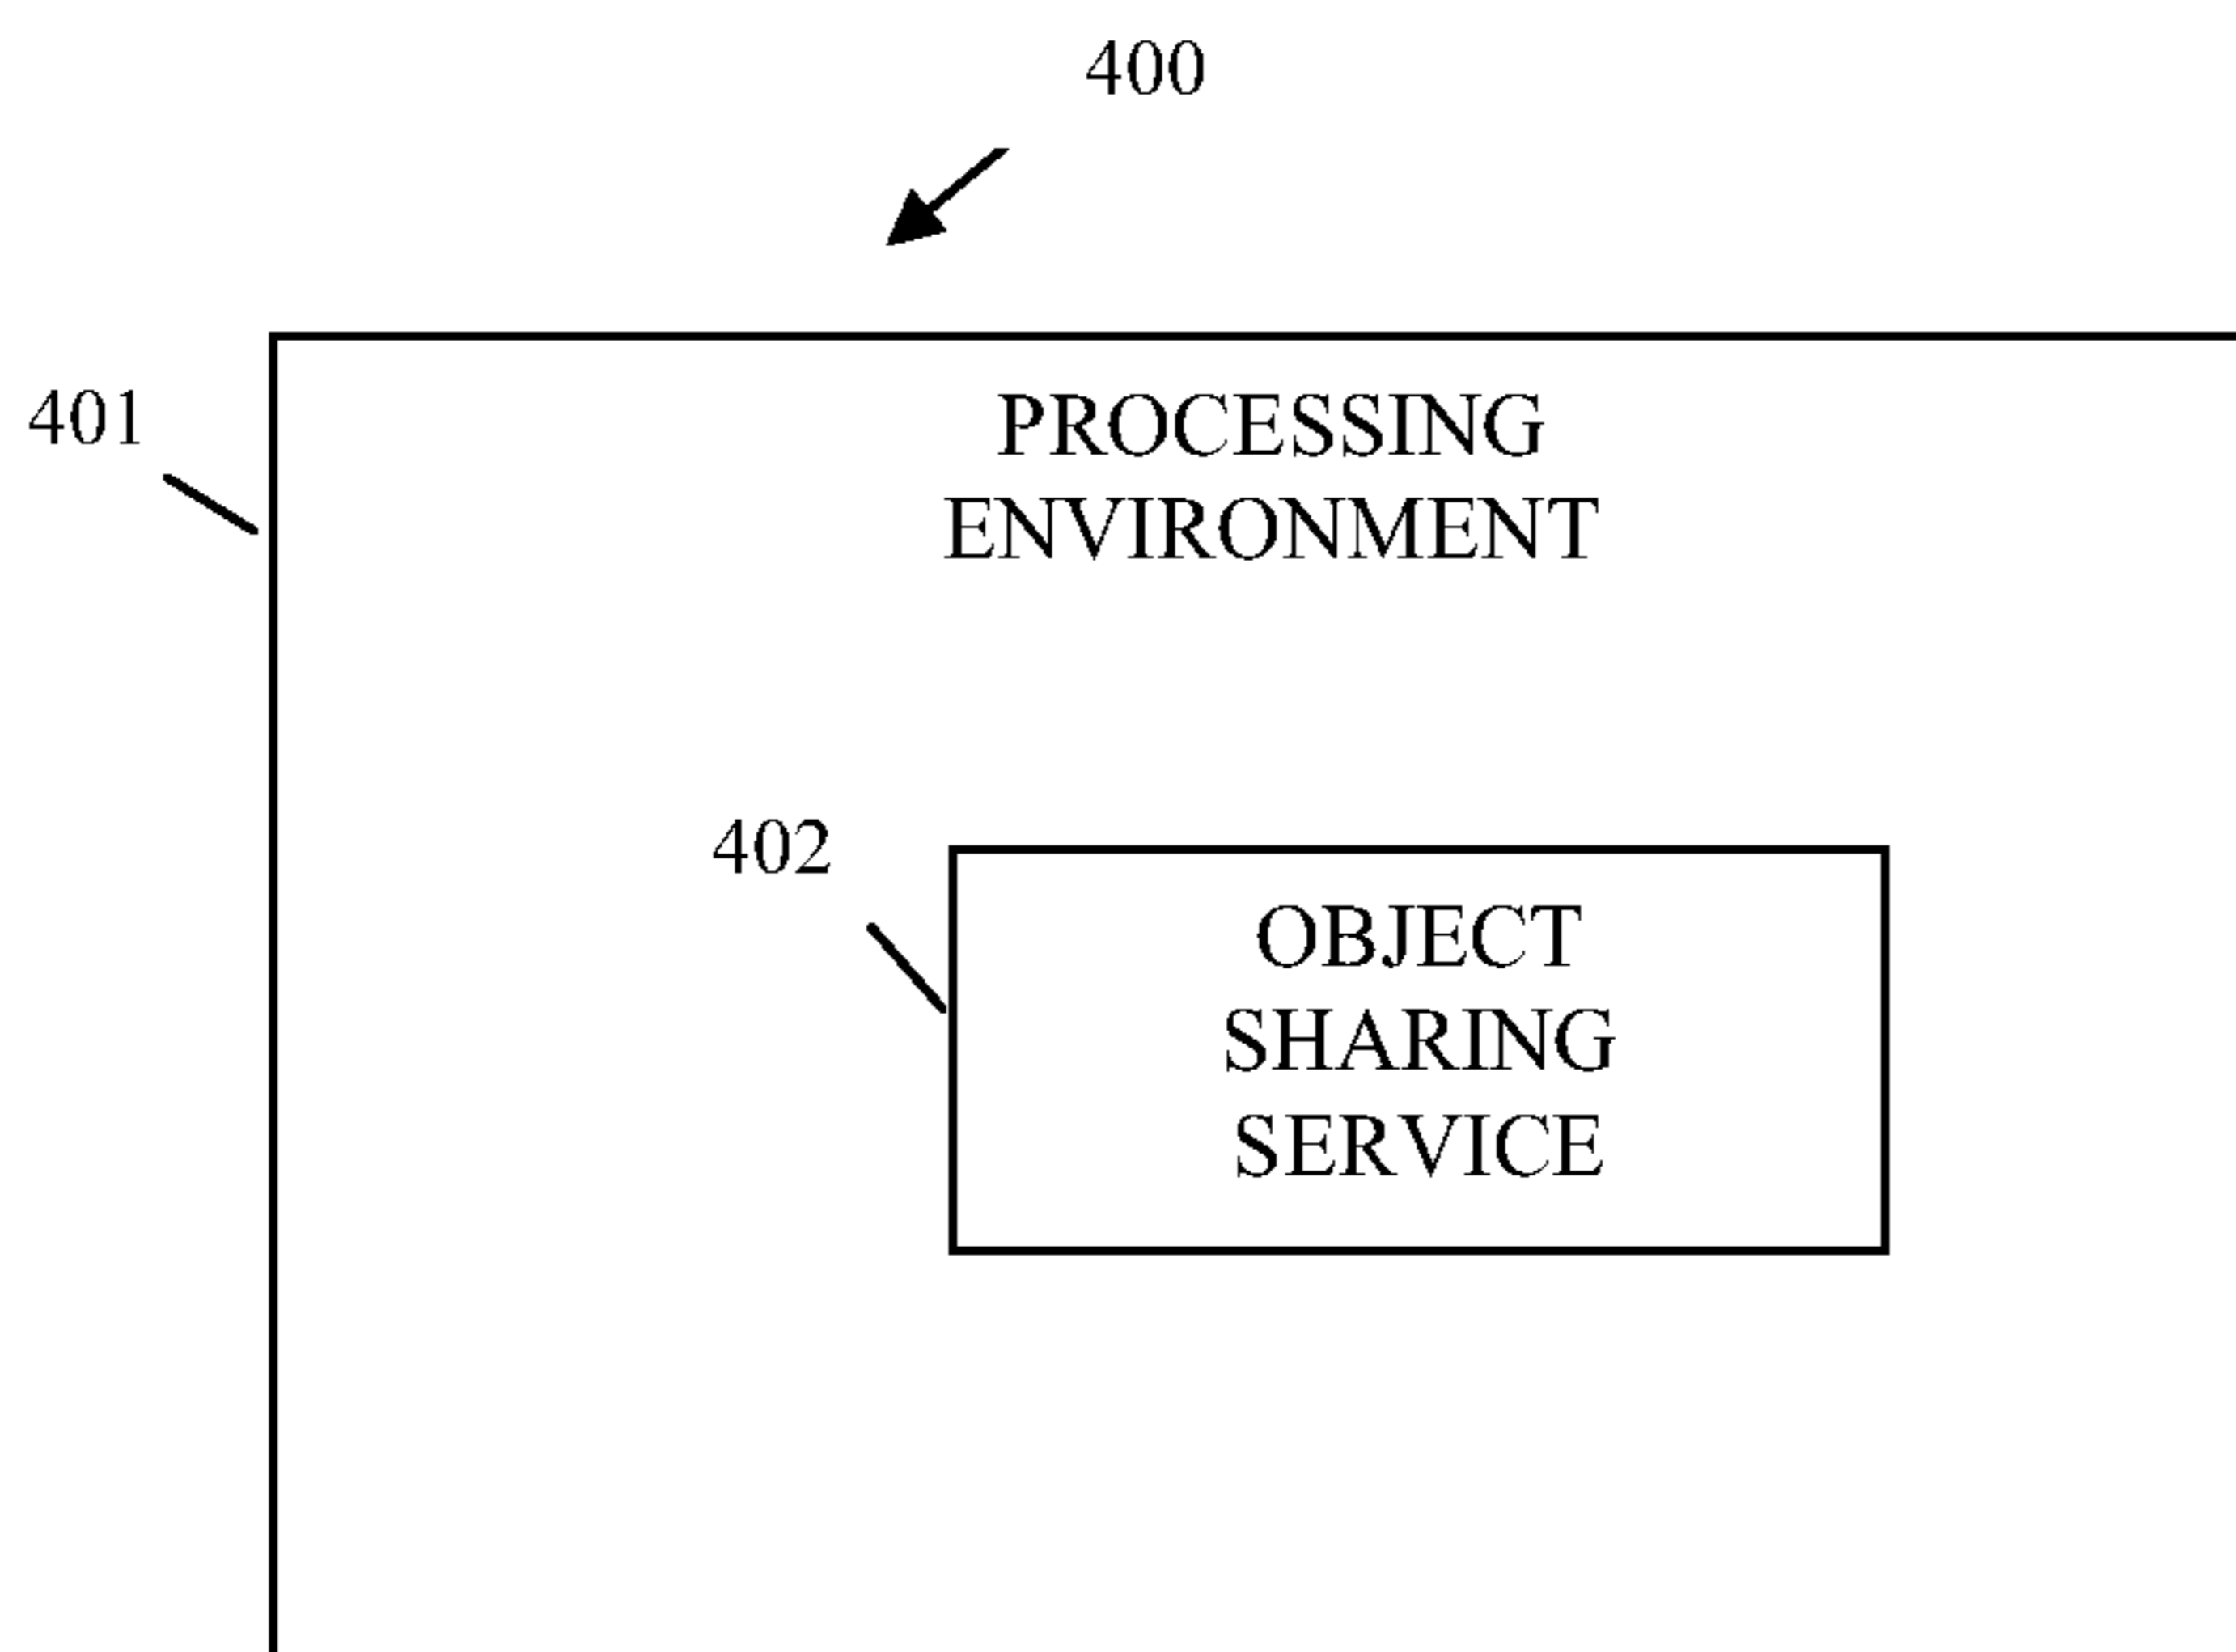 400
401
PROCESSING
ENVIRONMENT
402
OBJECT
SHARING
SERVICE